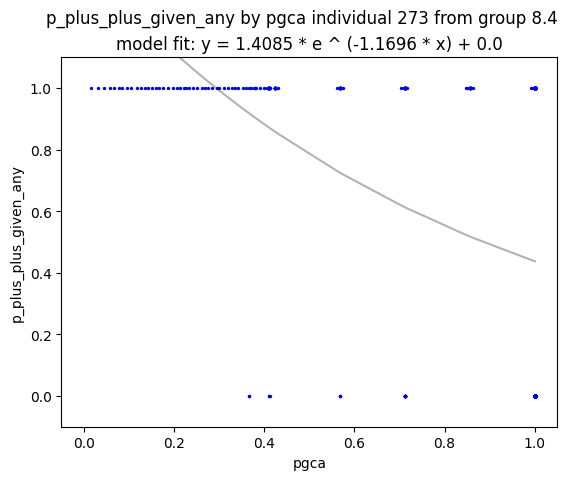 p_plus_plus_given_any by pgca individual 273 from group 8.4
model fit: y = 1.4085 * e ^ (-1.1696 * x) + 0.0
1.0
0.8
0.6
0.4
0.2
0.0
p_plus_plus_given_any
0.0 0.2 0.4 0.6 0.8 1.0
pgca